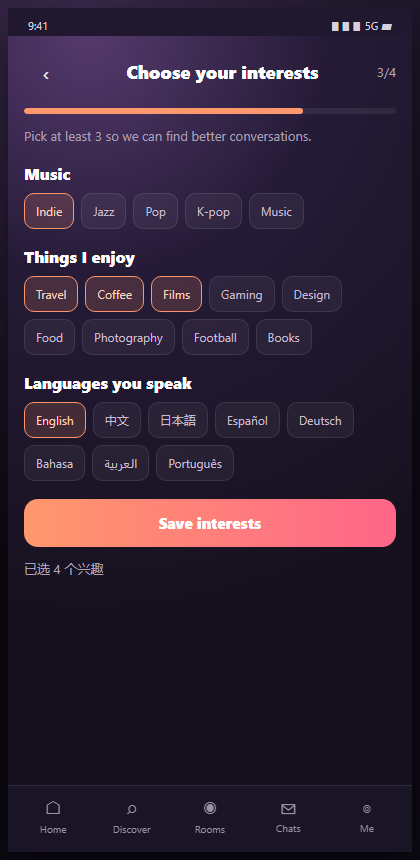 9:41 5G
‹ Choose your interests 3/4
Pick at least 3 so we can find better conversations.
Music
Indie Jazz Pop K-pop Music
Things I enjoy
Travel Coffee Films Gaming Design
Food Photography Football Books
Languages you speak
English 中文 日本語 Español Deutsch
Bahasa العربية Português
Save interests
已选 4 个兴趣
Home Discover Rooms Chats Me